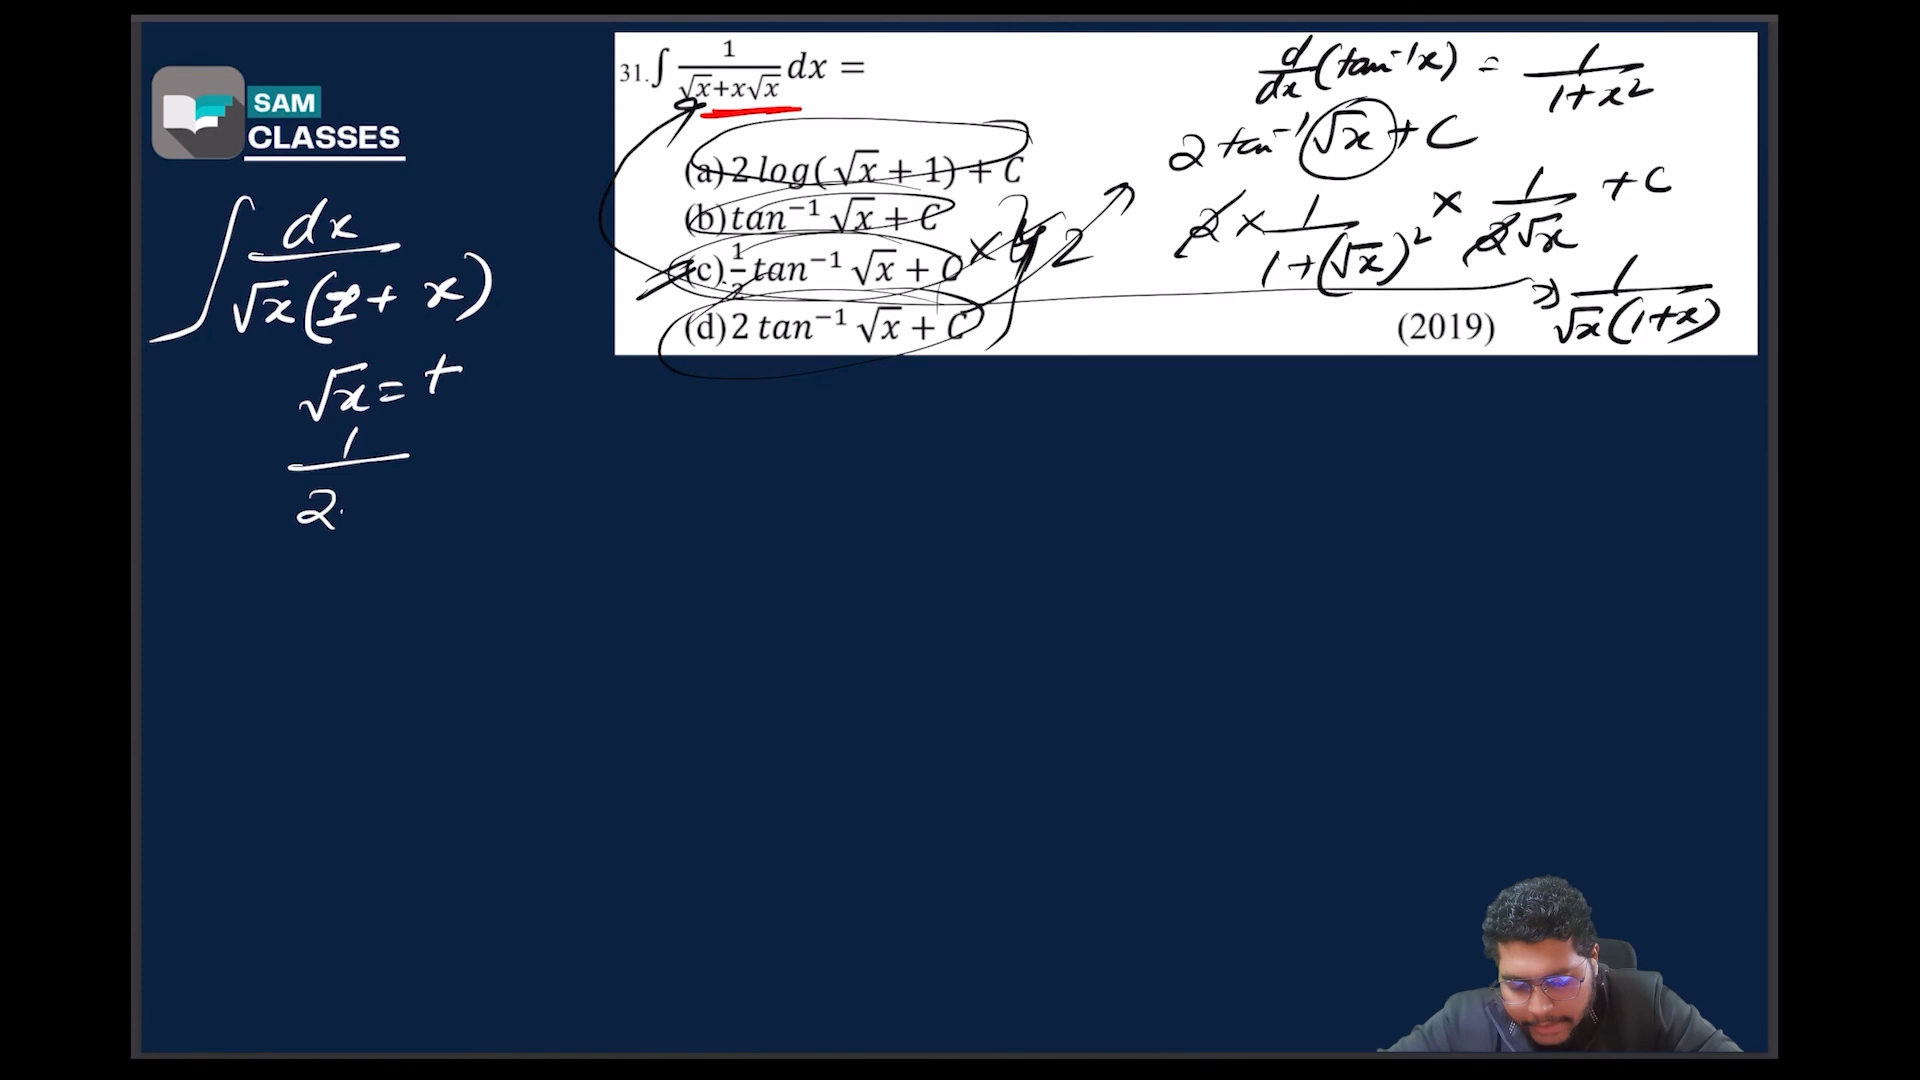 SAM
CLASSES
31. ∫ 1/(√x+x√x) dx =
(a) 2 log(√x + 1) + C
(b) tan⁻¹ √x + C
(c) 1/2 tan⁻¹ √x + C
(d) 2 tan⁻¹ √x + C
(2019)
d/dx (tan⁻¹x) = 1/(1+x²)
2 tan⁻¹(√x) + C
2 × 1/(1+(√x)²) × 1/(2√x) + C
⇒ 1/(√x(1+x))
× 2
∫ dx/(√x(1+x))
√x = t
1/2